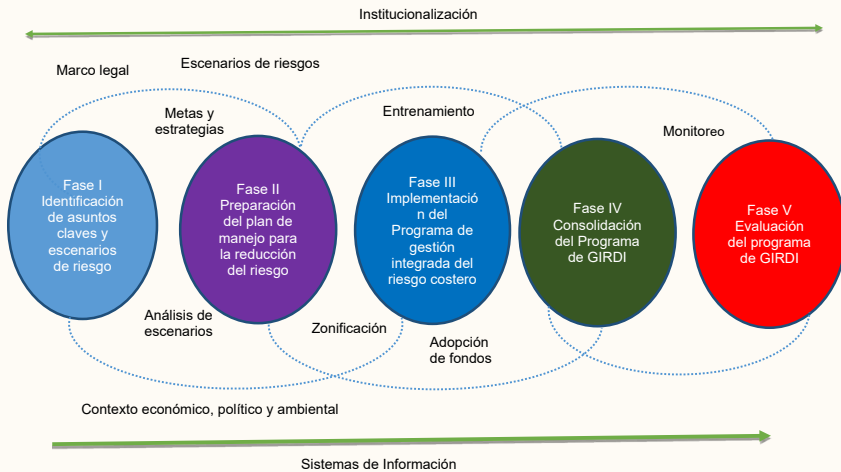 Institucionalización
Marco legal
Escenarios de riesgos
Metas y
estrategias
Entrenamiento
Monitoreo
Fase I
Identificación
de asuntos
claves y
escenarios
de riesgo
Fase II
Preparación
del plan de
manejo para
la reducción
del riesgo
Fase III
Implementació
n del
Programa de
gestión
integrada del
riesgo costero
Fase IV
Consolidación
del Programa
de GIRDI
Fase V
Evaluación
del programa
de GIRDI
Análisis de
escenarios
Zonificación
Adopción
de fondos
Contexto económico, político y ambiental
Sistemas de Información